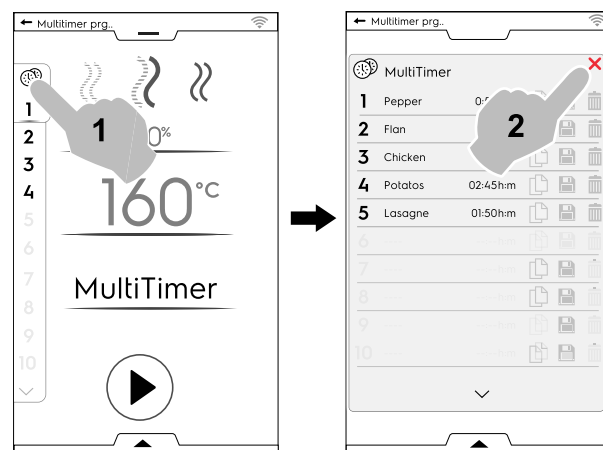 Multitimer prg..
1
2
3
4
5
6
7
8
9
10
1
0%
160°C
MultiTimer
Multitimer prg..
MultiTimer
2
1 Pepper
2 Flan
3 Chicken
4 Potatos 02:45h:m
5 Lasagne 01:50h:m
6
7
8
9
10